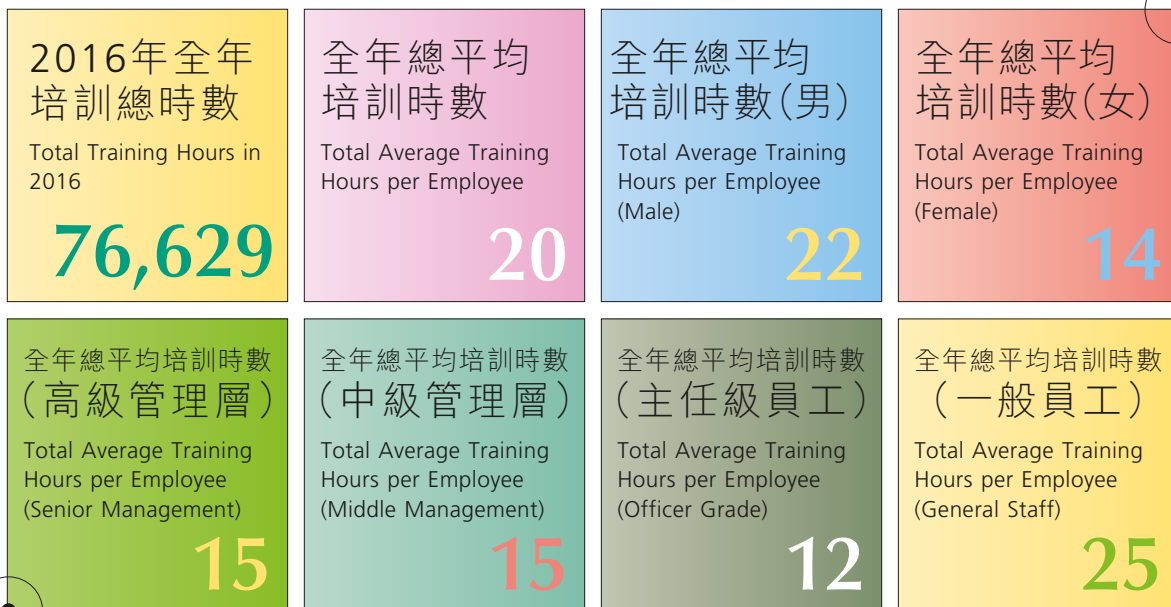 2016年全年
培訓總時數
Total Training Hours in
2016
76,629
全年總平均
培訓時數
Total Average Training
Hours per Employee
20
全年總平均
培訓時數(男)
Total Average Training
Hours per Employee
(Male)
22
全年總平均
培訓時數(女)
Total Average Training
Hours per Employee
(Female)
14
全年總平均培訓時數
(高級管理層)
Total Average Training
Hours per Employee
(Senior Management)
15
全年總平均培訓時數
(中級管理層)
Total Average Training
Hours per Employee
(Middle Management)
15
全年總平均培訓時數
(主任級員工)
Total Average Training
Hours per Employee
(Officer Grade)
12
全年總平均培訓時數
(一般員工)
Total Average Training
Hours per Employee
(General Staff)
25